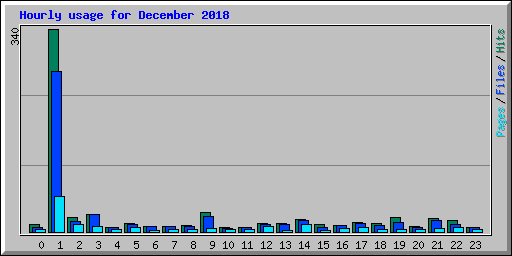 Hourly usage for December 2018
340
Pages/Files/Hits
0 1 2 3 4 5 6 7 8 9 10 11 12 13 14 15 16 17 18 19 20 21 22 23